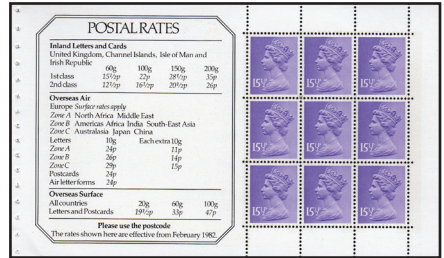 POSTAL RATES
Inland Letters and Cards
United Kingdom, Channel Islands, Isle of Man and
Irish Republic
60g 100g 150g 200g
1st class 15½p 22p 28½p 35p
2nd class 12½p 16½p 20½p 26p
Overseas Air
Europe Surface rates apply
Zone A North Africa Middle East
Zone B Americas Africa India South-East Asia
Zone C Australasia Japan China
Letters 10g Each extra 10g
Zone A 24p 11p
Zone B 26p 14p
Zone C 29p 15p
Postcards 24p
Air letter forms 24p
Overseas Surface
All countries 20g 60g 100g
Letters and Postcards 19½p 33p 47p
Please use the postcode
The rates shown here are effective from February 1982.
15½P 15½P 15½P
15½P 15½P 15½P
15½P 15½P 15½P